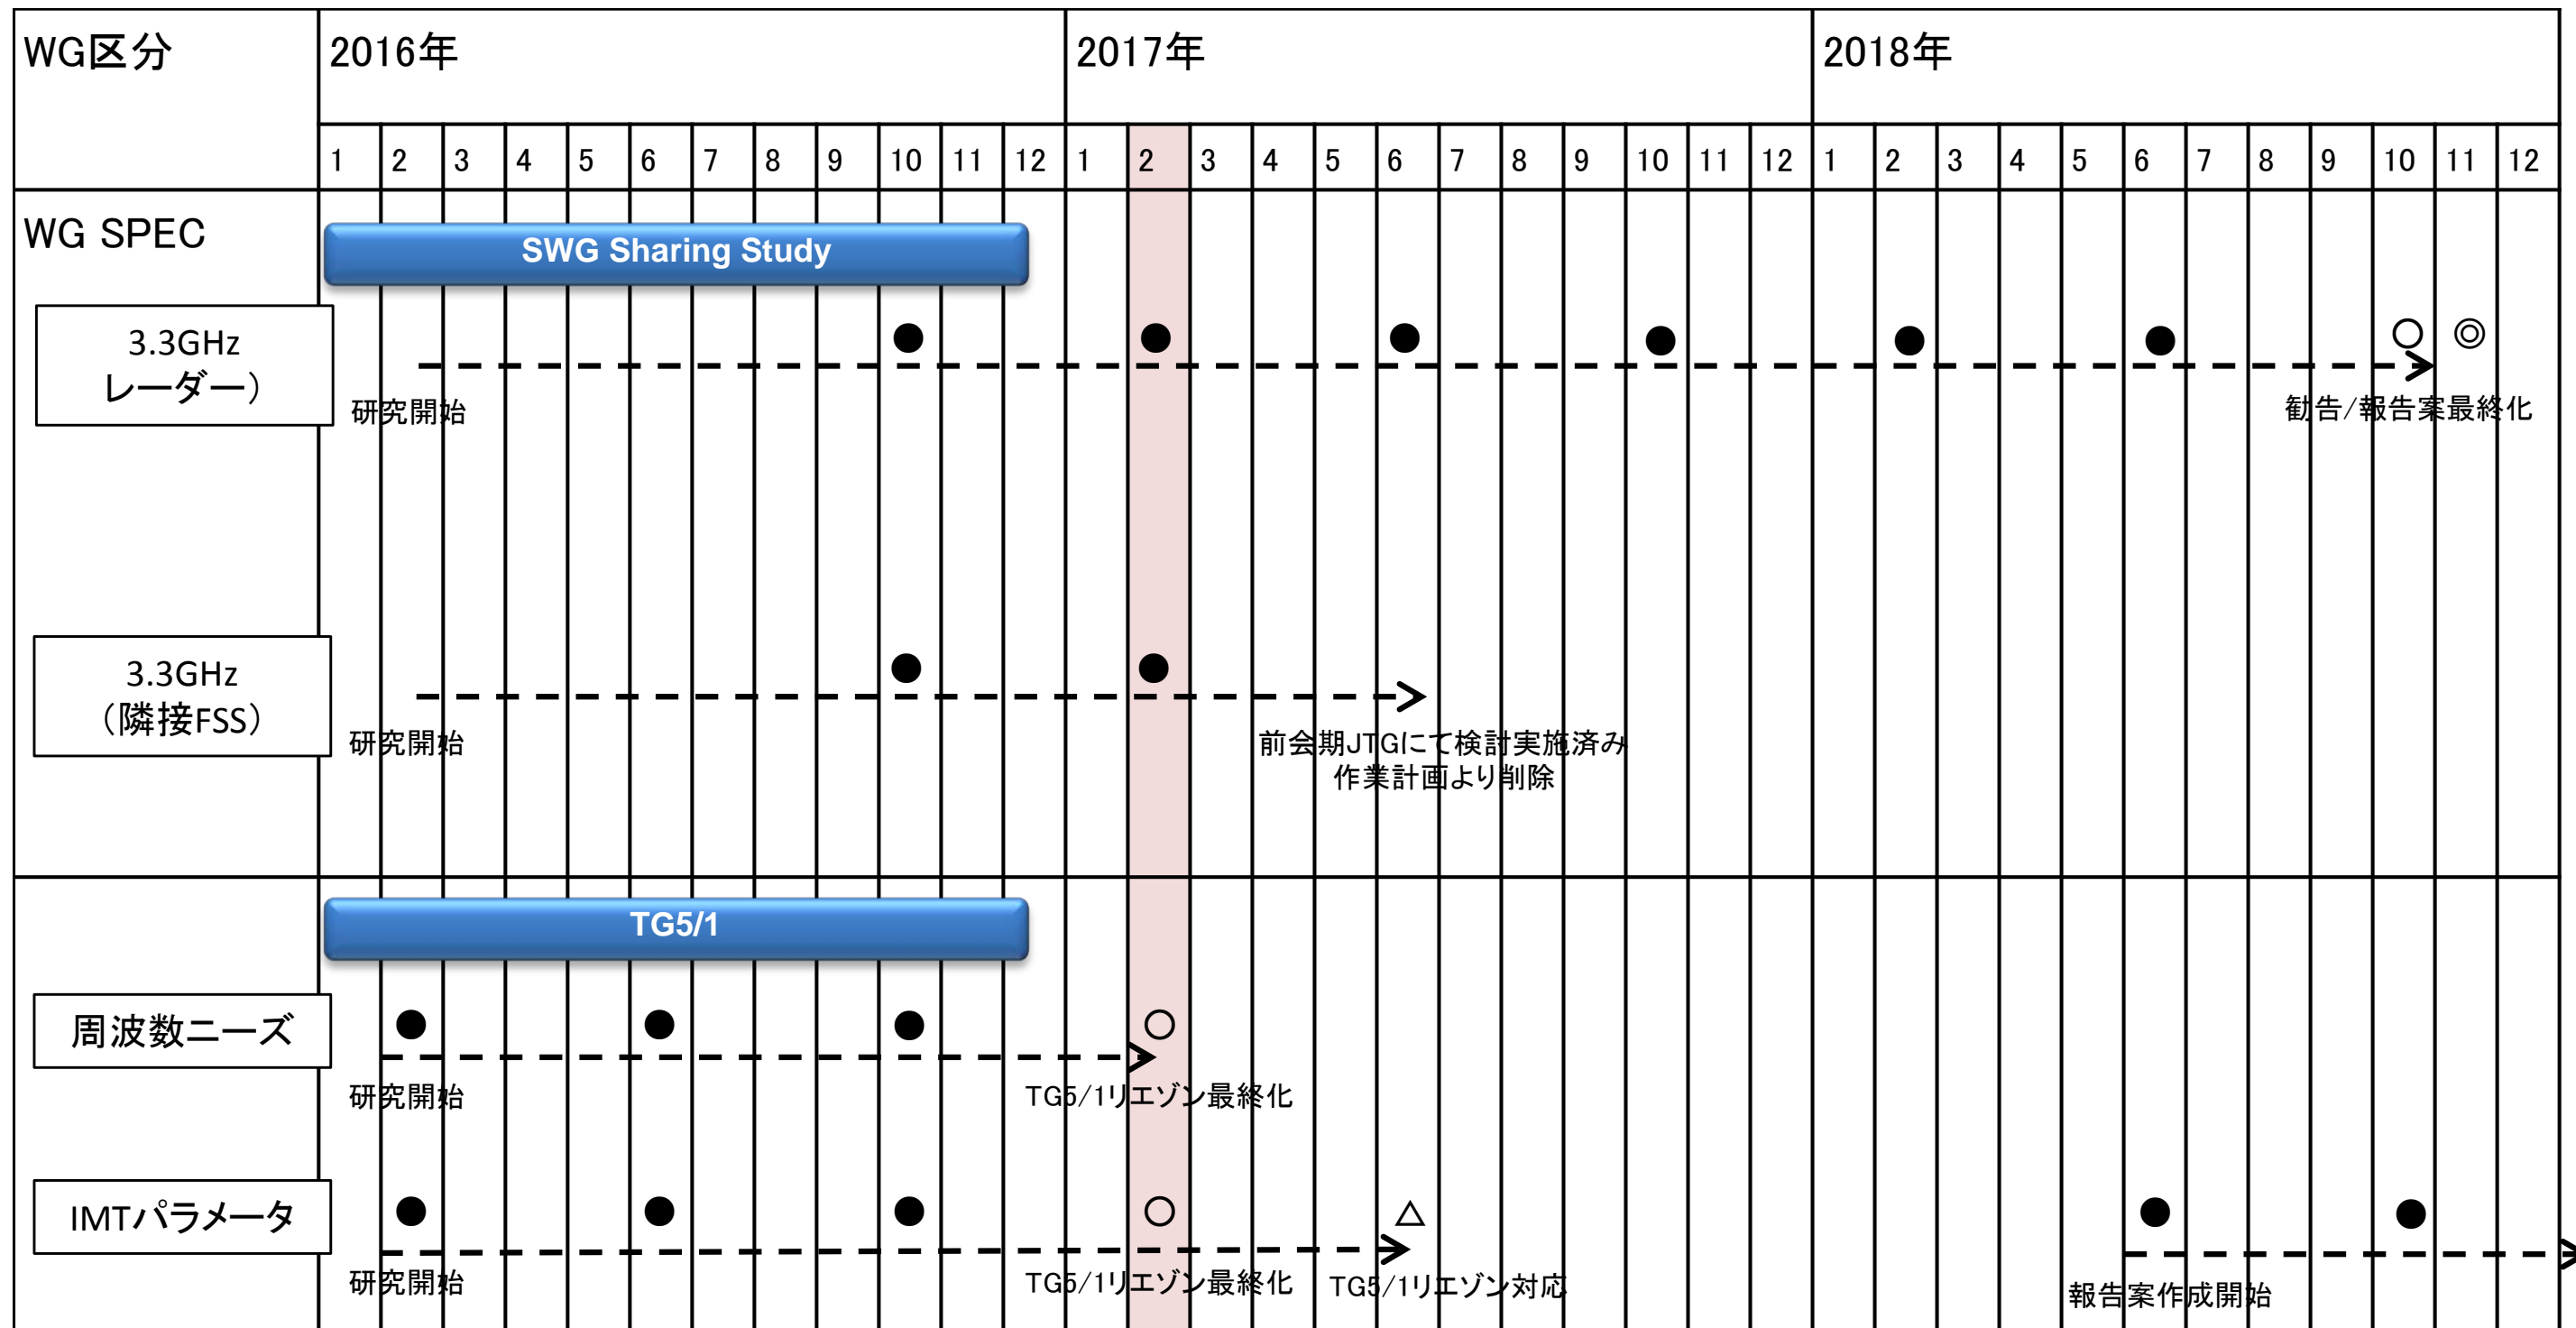 WG区分
2016年
2017年
2018年
1 2 3 4 5 6 7 8 9 10 11 12 1 2 3 4 5 6 7 8 9 10 11 12 1 2 3 4 5 6 7 8 9 10 11 12
WG SPEC
SWG Sharing Study
3.3GHz
レーダー）
● ● ● ● ● ● ○ ◎
研究開始
勧告/報告案最終化
3.3GHz
（隣接FSS）
● ●
研究開始
前会期JTGにて検討実施済み
作業計画より削除
TG5/1
周波数ニーズ
● ● ● ○
研究開始
TG5/1リエゾン最終化
IMTパラメータ
● ● ● ○ △ ● ●
研究開始
TG5/1リエゾン最終化
TG5/1リエゾン対応
報告案作成開始